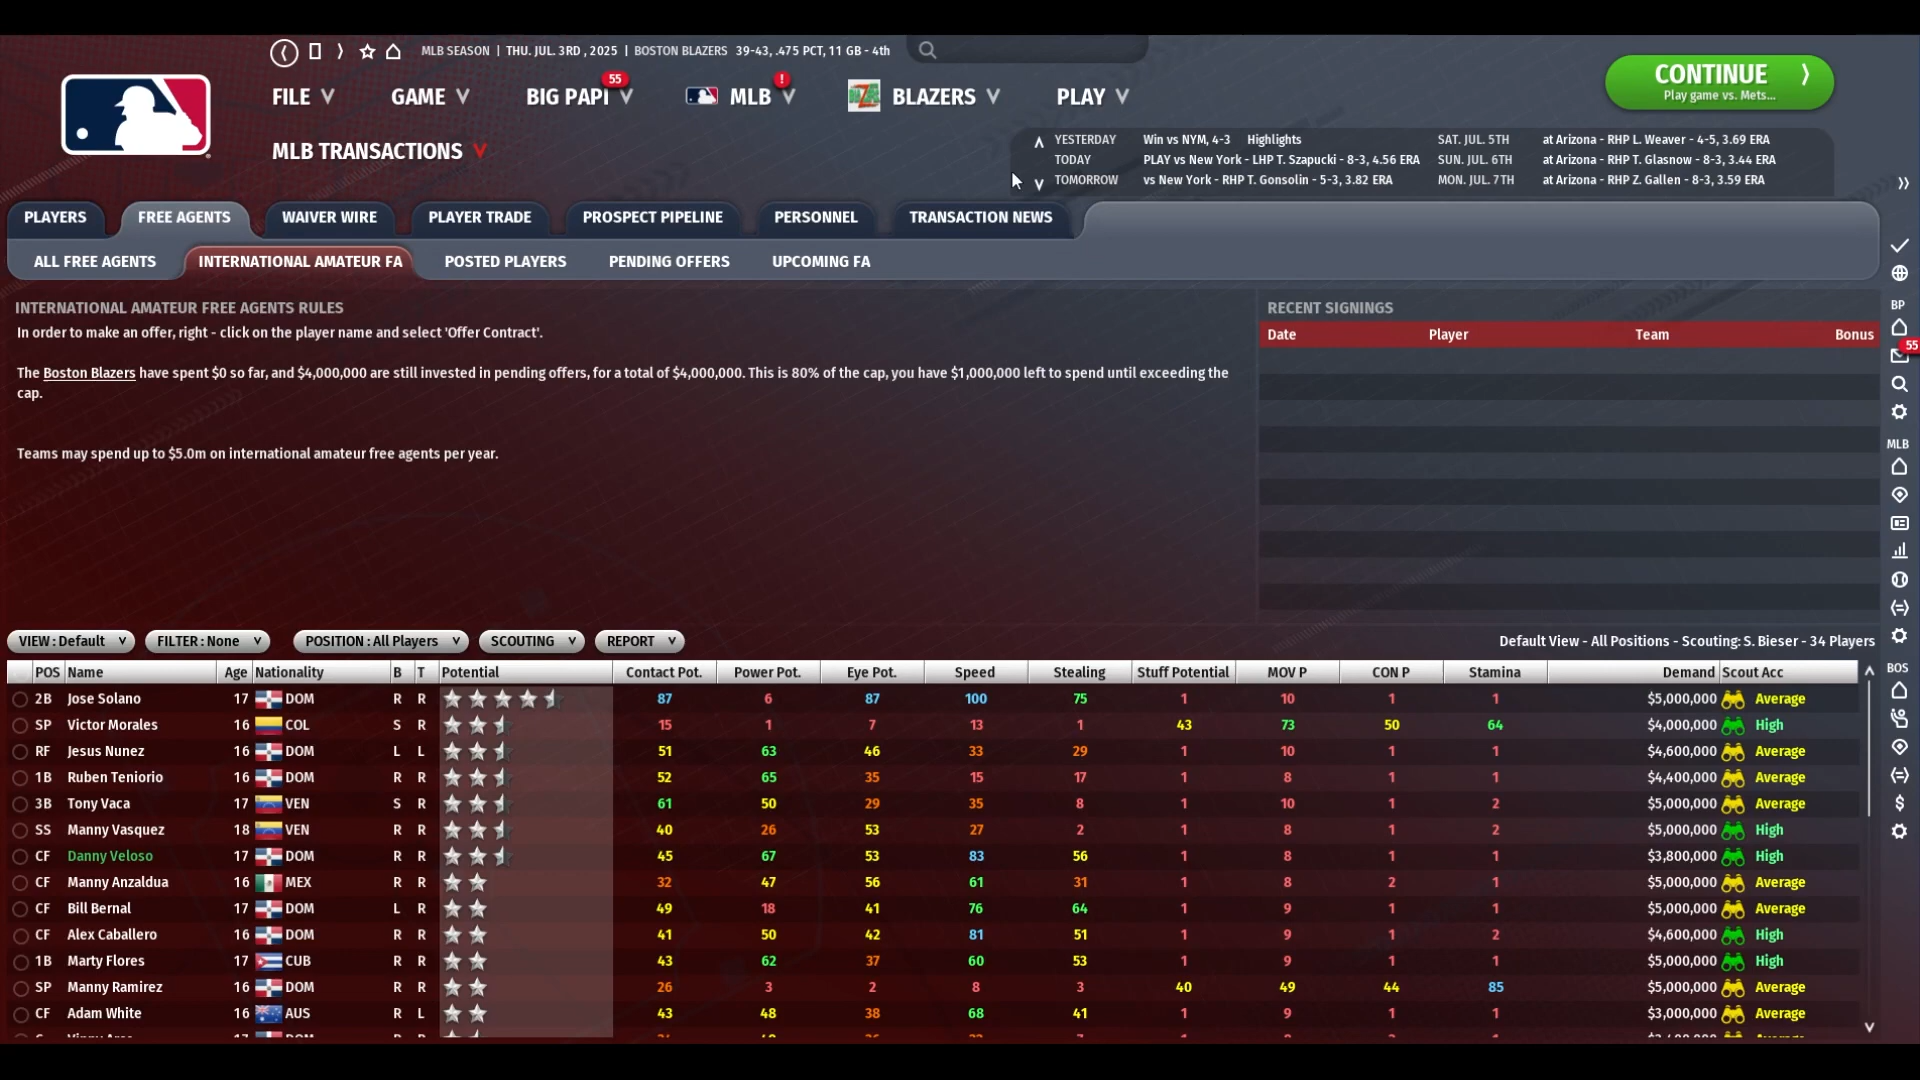 MLB SEASON | THU. JUL. 3RD , 2025 | BOSTON BLAZERS 39-43, .475 PCT, 11 GB - 4th
CONTINUE
Play game vs. Mets...
FILE GAME BIG PAPI 55 MLB ! BLAZERS PLAY
MLB TRANSACTIONS
YESTERDAY Win vs NYM, 4-3 Highlights SAT. JUL. 5TH at Arizona - RHP L. Weaver - 4-5, 3.69 ERA
TODAY PLAY vs New York - LHP T. Szapucki - 8-3, 4.56 ERA SUN. JUL. 6TH at Arizona - RHP T. Glasnow - 8-3, 3.44 ERA
TOMORROW vs New York - RHP T. Gonsolin - 5-3, 3.82 ERA MON. JUL. 7TH at Arizona - RHP Z. Gallen - 8-3, 3.59 ERA
PLAYERS FREE AGENTS WAIVER WIRE PLAYER TRADE PROSPECT PIPELINE PERSONNEL TRANSACTION NEWS
ALL FREE AGENTS INTERNATIONAL AMATEUR FA POSTED PLAYERS PENDING OFFERS UPCOMING FA
INTERNATIONAL AMATEUR FREE AGENTS RULES
In order to make an offer, right - click on the player name and select 'Offer Contract'.
The Boston Blazers have spent $0 so far, and $4,000,000 are still invested in pending offers, for a total of $4,000,000. This is 80% of the cap, you have $1,000,000 left to spend until exceeding the
cap.
Teams may spend up to $5.0m on international amateur free agents per year.
RECENT SIGNINGS
Date Player Team Bonus
BP
55
MLB
BOS
VIEW : Default FILTER : None POSITION : All Players SCOUTING REPORT Default View - All Positions - Scouting: S. Bieser - 34 Players
POS Name Age Nationality B T Potential Contact Pot. Power Pot. Eye Pot. Speed Stealing Stuff Potential MOV P CON P Stamina Demand Scout Acc
2B Jose Solano 17 DOM R R 87 6 87 100 75 1 10 1 1 $5,000,000 Average
SP Victor Morales 16 COL S R 15 1 7 13 1 43 73 50 64 $4,000,000 High
RF Jesus Nunez 16 DOM L L 51 63 46 33 29 1 10 1 1 $4,600,000 Average
1B Ruben Teniorio 16 DOM R R 52 65 35 15 17 1 8 1 1 $4,400,000 Average
3B Tony Vaca 17 VEN S R 61 50 29 35 8 1 10 1 2 $5,000,000 Average
SS Manny Vasquez 18 VEN R R 40 26 53 27 2 1 8 1 2 $5,000,000 High
CF Danny Veloso 17 DOM R R 45 67 53 83 56 1 8 1 1 $3,800,000 High
CF Manny Anzaldua 16 MEX R R 32 47 56 61 31 1 8 2 1 $5,000,000 Average
CF Bill Bernal 17 DOM L R 49 18 41 76 64 1 9 1 1 $5,000,000 Average
CF Alex Caballero 16 DOM R R 41 50 42 81 51 1 9 1 2 $4,600,000 High
1B Marty Flores 17 CUB R R 43 62 37 60 53 1 9 1 1 $5,000,000 High
SP Manny Ramirez 16 DOM R R 26 3 2 8 3 40 49 44 85 $5,000,000 Average
CF Adam White 16 AUS R L 43 48 38 68 41 1 9 1 1 $3,000,000 Average